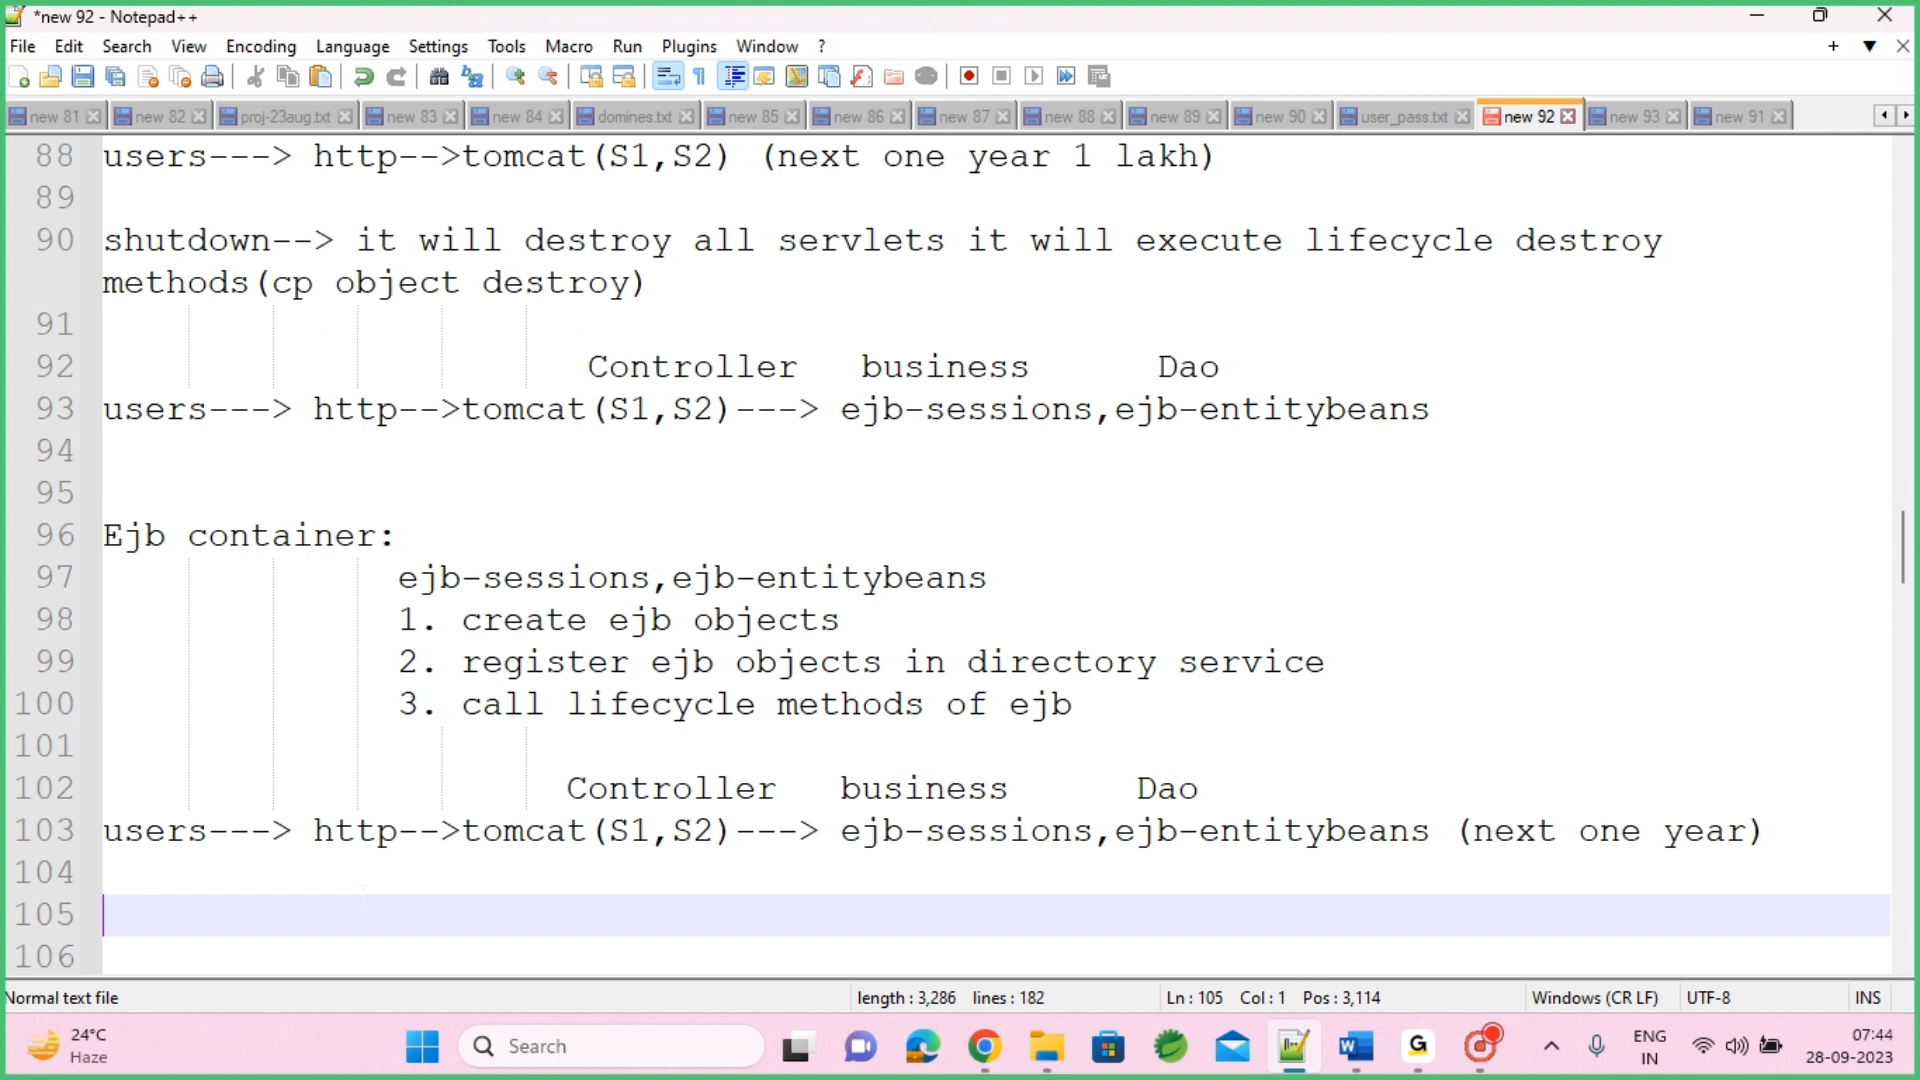 *new 92 - Notepad++
File Edit Search View Encoding Language Settings Tools Macro Run Plugins Window ?
new 81 new 82 proj-23aug.txt new 83 new 84 domines.txt new 85 new 86 new 87 new 88 new 89 new 90 user_pass.txt new 92 new 93 new 91
88 users---> http-->tomcat(S1,S2) (next one year 1 lakh)
89
90 shutdown--> it will destroy all servlets it will execute lifecycle destroy
methods(cp object destroy)
91
92 Controller business Dao
93 users---> http-->tomcat(S1,S2)---> ejb-sessions,ejb-entitybeans
94
95
96 Ejb container:
97 ejb-sessions,ejb-entitybeans
98 1. create ejb objects
99 2. register ejb objects in directory service
100 3. call lifecycle methods of ejb
101
102 Controller business Dao
103 users---> http-->tomcat(S1,S2)---> ejb-sessions,ejb-entitybeans (next one year)
104
105
106
Normal text file length : 3,286 lines : 182 Ln : 105 Col : 1 Pos : 3,114 Windows (CR LF) UTF-8 INS
24°C
Haze
Search
ENG
IN
07:44
28-09-2023